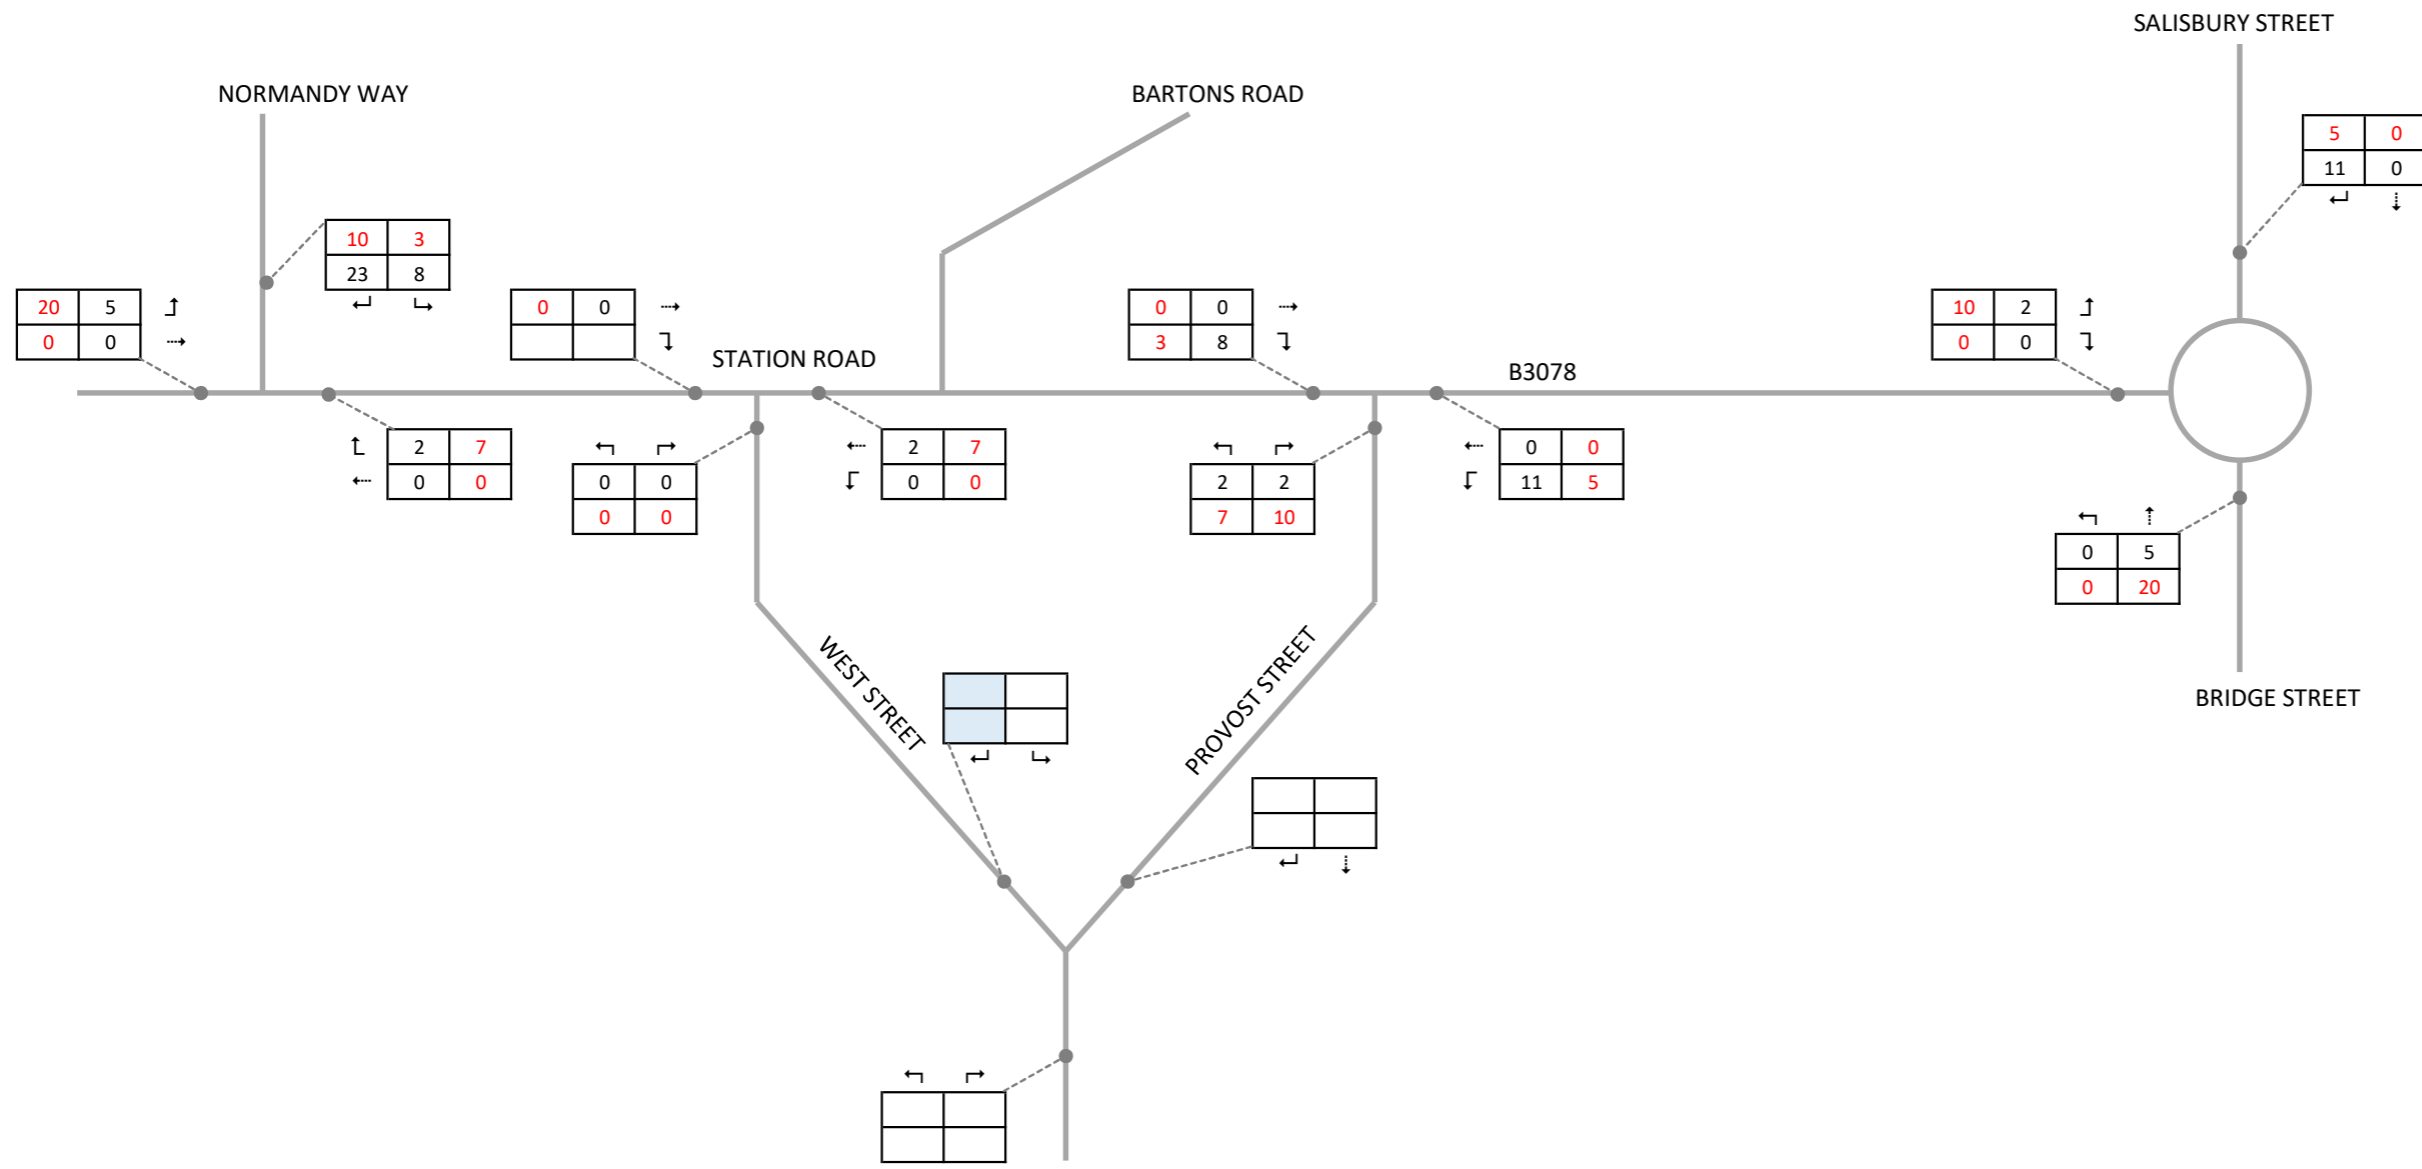 SALISBURY STREET
NORMANDY WAY
BARTONS ROAD
5 0
11 0
10 3
23 8
20 5
0 0
0 0
0 0
3 8
10 2
0 0
STATION ROAD
B3078
2 7
0 0
0 0
0 0
2 7
0 0
2 2
7 10
0 0
11 5
0 5
0 20
WEST STREET
PROVOST STREET
BRIDGE STREET